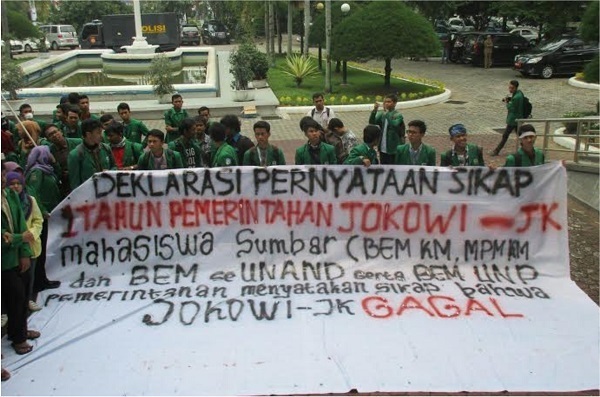 POLISI
DEKLARASI PERNYATAAN SIKAP
1 TAHUN PEMERINTAHAN JOKOWI - JK
mahasiswa Sumbar (BEM KM, MPM KM
dan BEM se UNAND serta BEM UNP
pemerintahan menyatakan sikap bahwa
JOKOWI-JK GAGAL